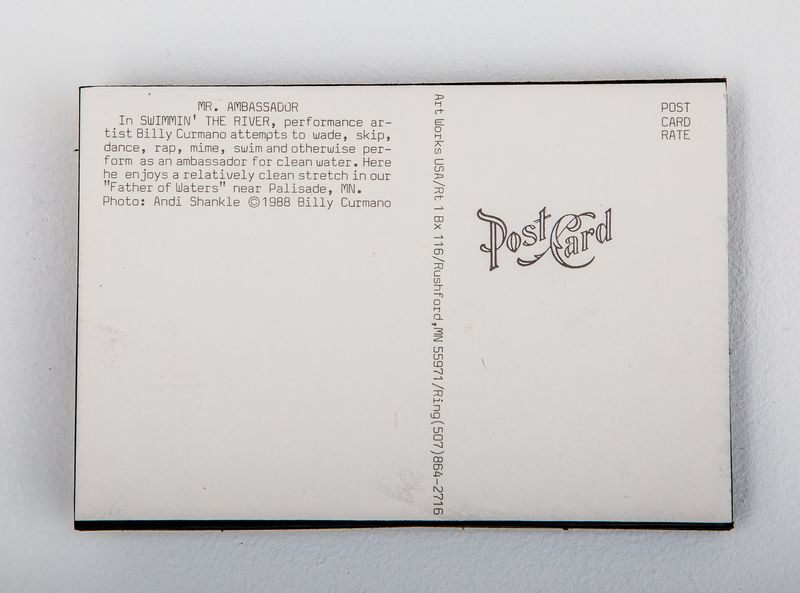 MR. AMBASSADOR
In SWIMMIN' THE RIVER, performance ar-
tist Billy Curmano attempts to wade, skip,
dance, rap, mime, swim and otherwise per-
form as an ambassador for clean water. Here
he enjoys a relatively clean stretch in our
"Father of Waters" near Palisade, MN.
Photo: Andi Shankle ©1988 Billy Curmano
Art Works USA/Rt 1 Bx 116/Rushford,MN 55971/Ring(507)864-2716
POST
CARD
RATE
Post Card